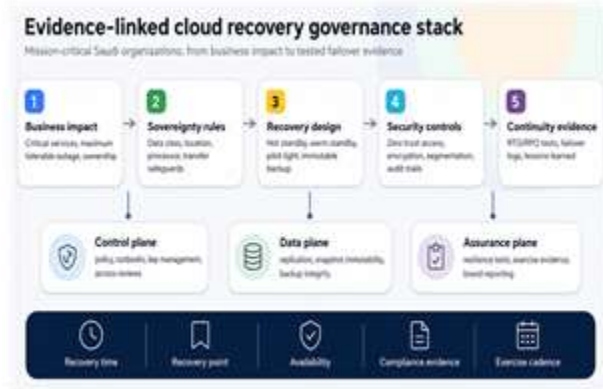 Evidence-linked cloud recovery governance stack
Mission-critical Saudi organizations: from business impact to tested failover evidence
1
Business impact
Critical services, maximum
tolerable outage, ownership
2
Sovereignty rules
Data class, location,
processor, transfer
safeguards
3
Recovery design
Hot standby, warm standby,
pilot light, immutable
backup
4
Security controls
Zero trust access,
encryption, segmentation,
audit trails
5
Continuity evidence
RTO/RPO tests, failover
logs, lessons learned
Control plane
policy, runbooks, key management,
access reviews
Data plane
replication, snapshot immutability,
backup integrity
Assurance plane
resilience tests, exercise evidence,
board reporting
Recovery time
Recovery point
Availability
Compliance evidence
Exercise cadence